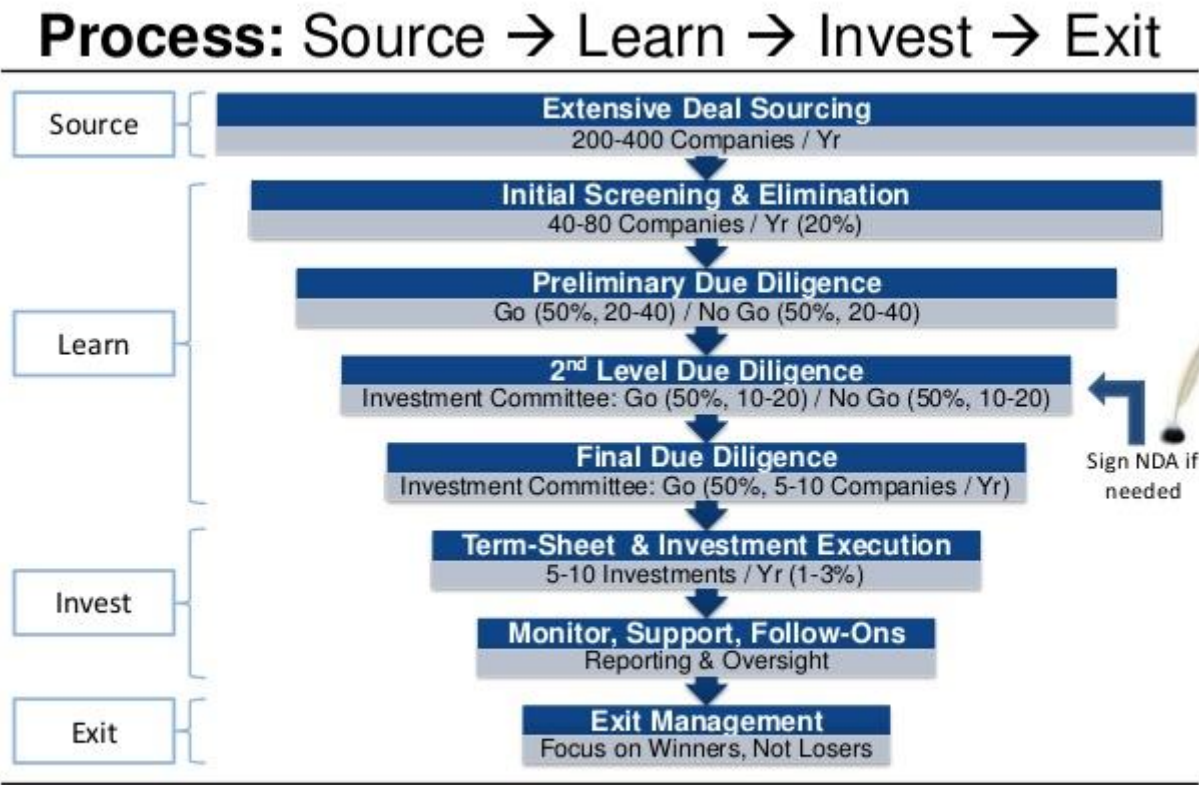 Process: Source → Learn → Invest → Exit
Source
Extensive Deal Sourcing
200-400 Companies / Yr
Learn
Initial Screening & Elimination
40-80 Companies / Yr (20%)
Preliminary Due Diligence
Go (50%, 20-40) / No Go (50%, 20-40)
2nd Level Due Diligence
Investment Committee: Go (50%, 10-20) / No Go (50%, 10-20)
Sign NDA if
needed
Final Due Diligence
Investment Committee: Go (50%, 5-10 Companies / Yr)
Invest
Term-Sheet & Investment Execution
5-10 Investments / Yr (1-3%)
Monitor, Support, Follow-Ons
Reporting & Oversight
Exit
Exit Management
Focus on Winners, Not Losers